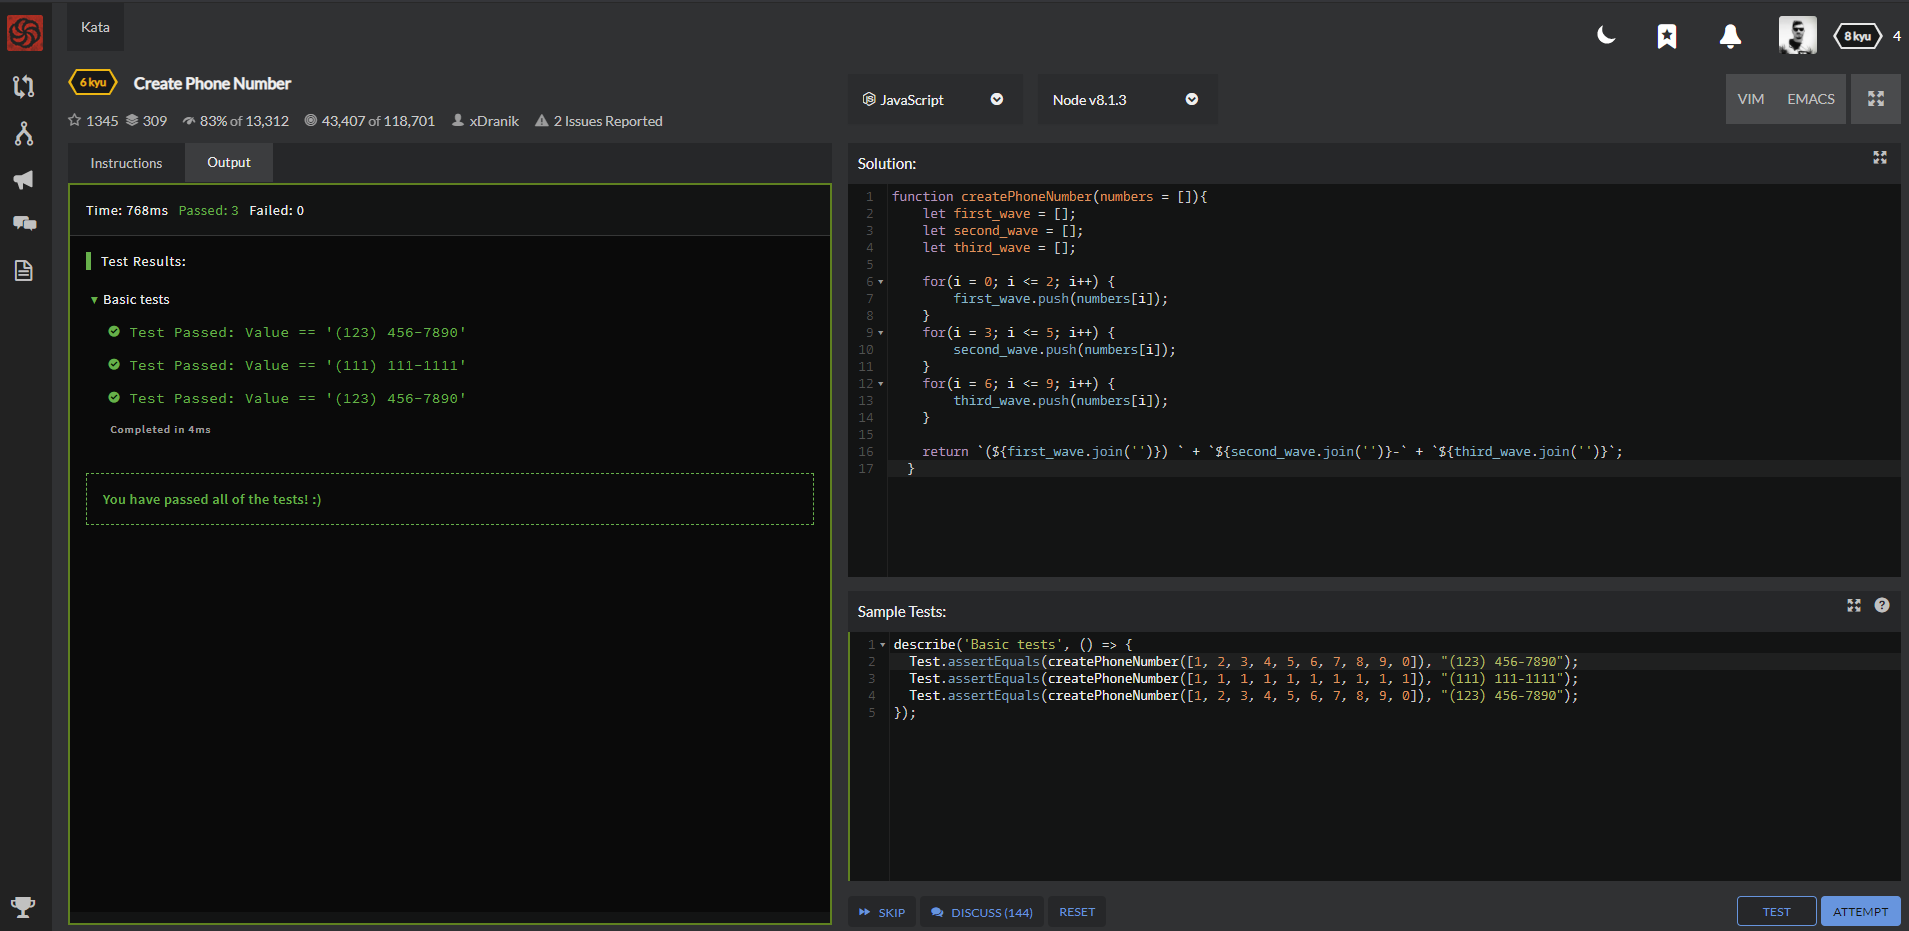 Kata
8 kyu 4
6 kyu Create Phone Number
1345 309 83% of 13,312 43,407 of 118,701 xDranik 2 Issues Reported
JavaScript Node v8.1.3 VIM EMACS
Instructions Output
Time: 768ms Passed: 3 Failed: 0
Test Results:
▼ Basic tests
Test Passed: Value == '(123) 456-7890'
Test Passed: Value == '(111) 111-1111'
Test Passed: Value == '(123) 456-7890'
Completed in 4ms
You have passed all of the tests! :)
Solution:
1 function createPhoneNumber(numbers = []){
2 let first_wave = [];
3 let second_wave = [];
4 let third_wave = [];
5
6 for(i = 0; i <= 2; i++) {
7 first_wave.push(numbers[i]);
8 }
9 for(i = 3; i <= 5; i++) {
10 second_wave.push(numbers[i]);
11 }
12 for(i = 6; i <= 9; i++) {
13 third_wave.push(numbers[i]);
14 }
15
16 return `(${first_wave.join('')}) ` + `${second_wave.join('')}-` + `${third_wave.join('')}`;
17 }
Sample Tests:
1 describe('Basic tests', () => {
2 Test.assertEquals(createPhoneNumber([1, 2, 3, 4, 5, 6, 7, 8, 9, 0]), "(123) 456-7890");
3 Test.assertEquals(createPhoneNumber([1, 1, 1, 1, 1, 1, 1, 1, 1, 1]), "(111) 111-1111");
4 Test.assertEquals(createPhoneNumber([1, 2, 3, 4, 5, 6, 7, 8, 9, 0]), "(123) 456-7890");
5 });
SKIP DISCUSS (144) RESET TEST ATTEMPT